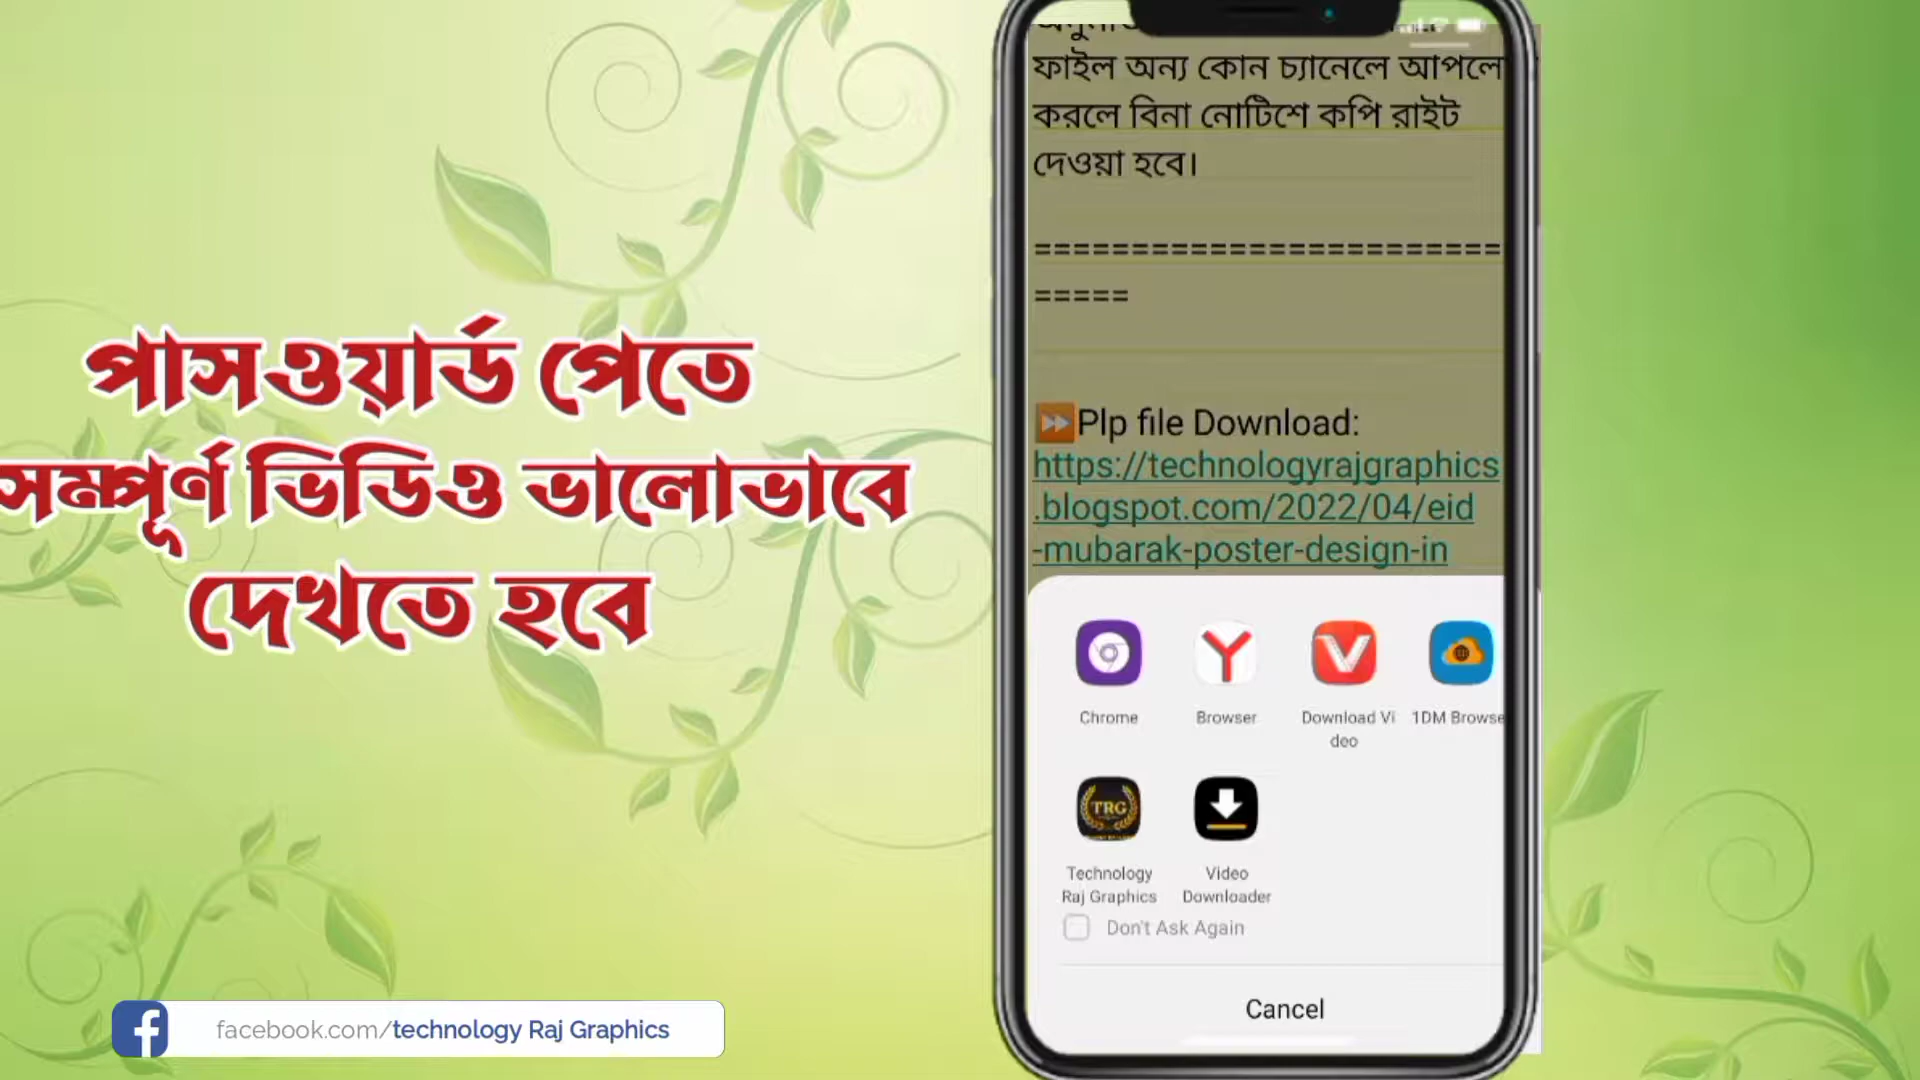 পাসওয়ার্ড পেতে
সম্পূর্ণ ভিডিও ভালোভাবে
দেখতে হবে
facebook.com/technology Raj Graphics
ফাইল অন্য কোন চ্যানেলে আপলো
করলে বিনা নোটিশে কপি রাইট
দেওয়া হবে।
========================
=====
⏩Plp file Download:
https://technologyrajgraphics
.blogspot.com/2022/04/eid
-mubarak-poster-design-in
Chrome
Browser
Download Vi
deo
1DM Browse
TRG
Technology
Raj Graphics
Video
Downloader
Don't Ask Again
Cancel